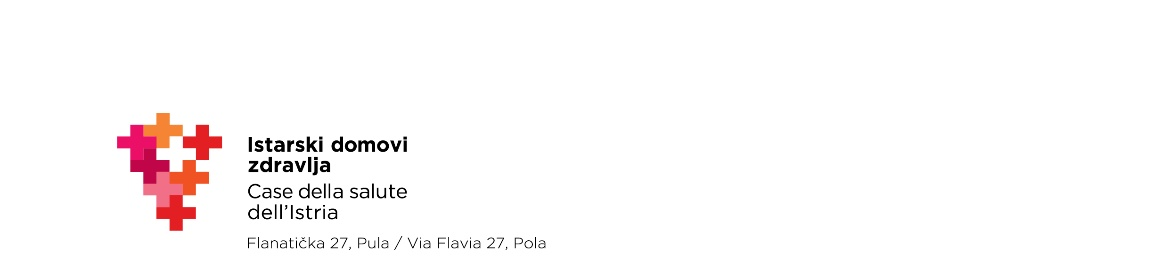 Istarski domovi
zdravlja
Case della salute
dell’Istria
Flanatička 27, Pula / Via Flavia 27, Pola